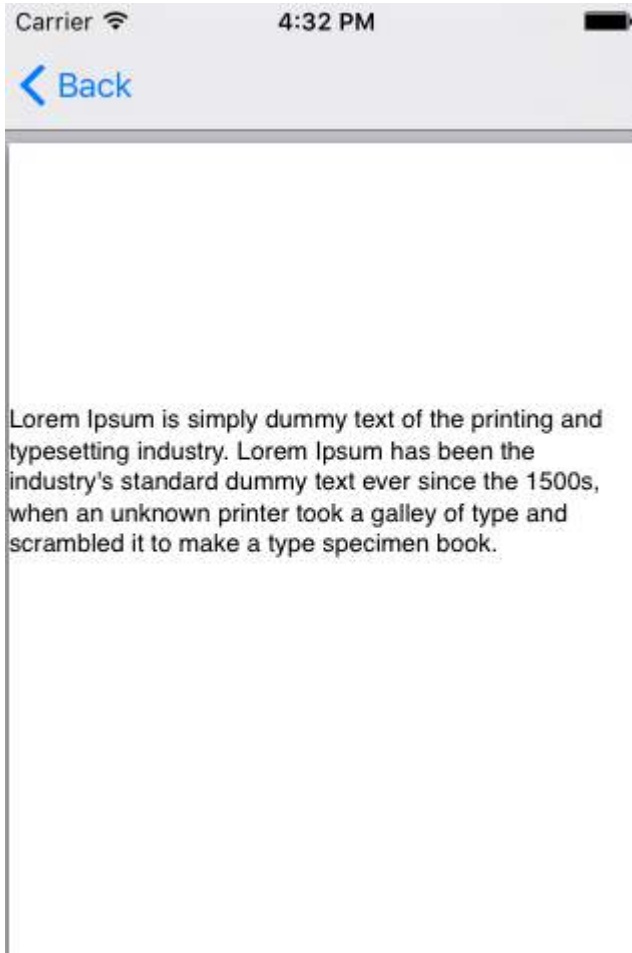 Carrier 4:32 PM
Back
Lorem Ipsum is simply dummy text of the printing and
typesetting industry. Lorem Ipsum has been the
industry's standard dummy text ever since the 1500s,
when an unknown printer took a galley of type and
scrambled it to make a type specimen book.